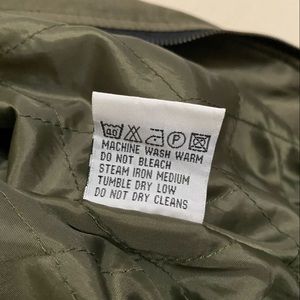 MACHINE WASH WARM
DO NOT BLEACH
STEAM IRON MEDIUM
TUMBLE DRY LOW
DO NOT DRY CLEANS